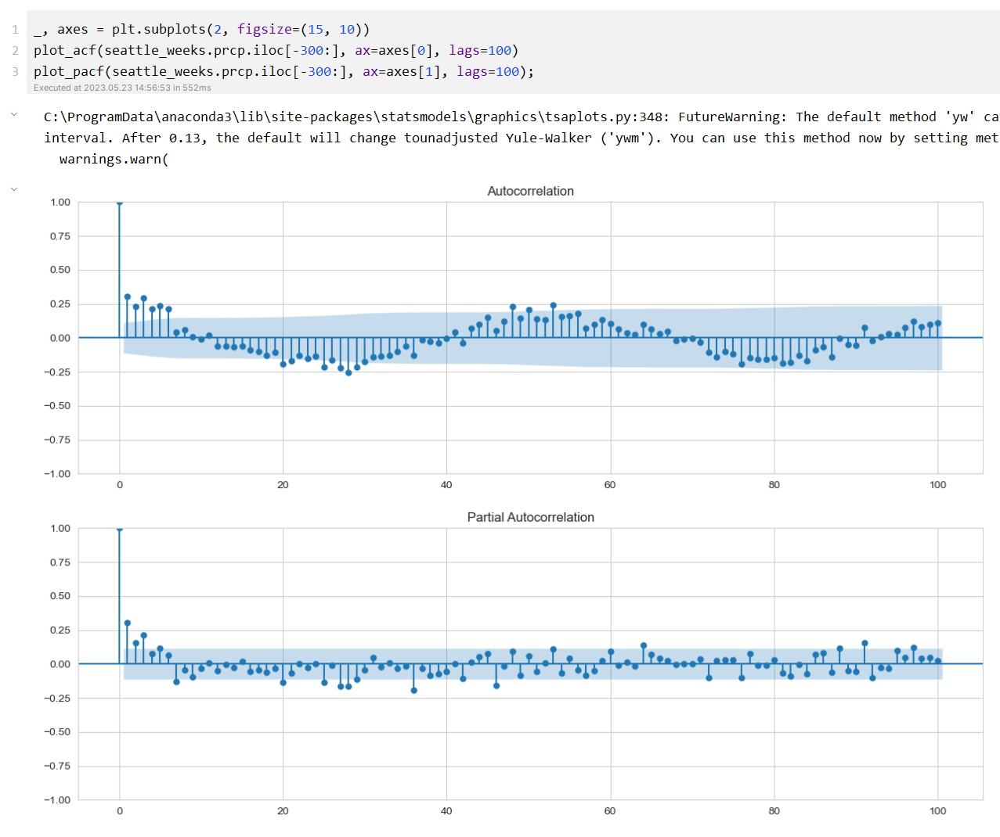 1 _, axes = plt.subplots(2, figsize=(15, 10))
2 plot_acf(seattle_weeks.prcp.iloc[-300:], ax=axes[0], lags=100)
3 plot_pacf(seattle_weeks.prcp.iloc[-300:], ax=axes[1], lags=100);
Executed at 2023.05.23 14:56:53 in 552ms
C:\ProgramData\anaconda3\lib\site-packages\statsmodels\graphics\tsaplots.py:348: FutureWarning: The default method 'yw' ca
interval. After 0.13, the default will change tounadjusted Yule-Walker ('ywm'). You can use this method now by setting met
warnings.warn(
Autocorrelation
1.00
0.75
0.50
0.25
0.00
−0.25
−0.50
−0.75
−1.00
0 20 40 60 80 100
Partial Autocorrelation
1.00
0.75
0.50
0.25
0.00
−0.25
−0.50
−0.75
−1.00
0 20 40 60 80 100